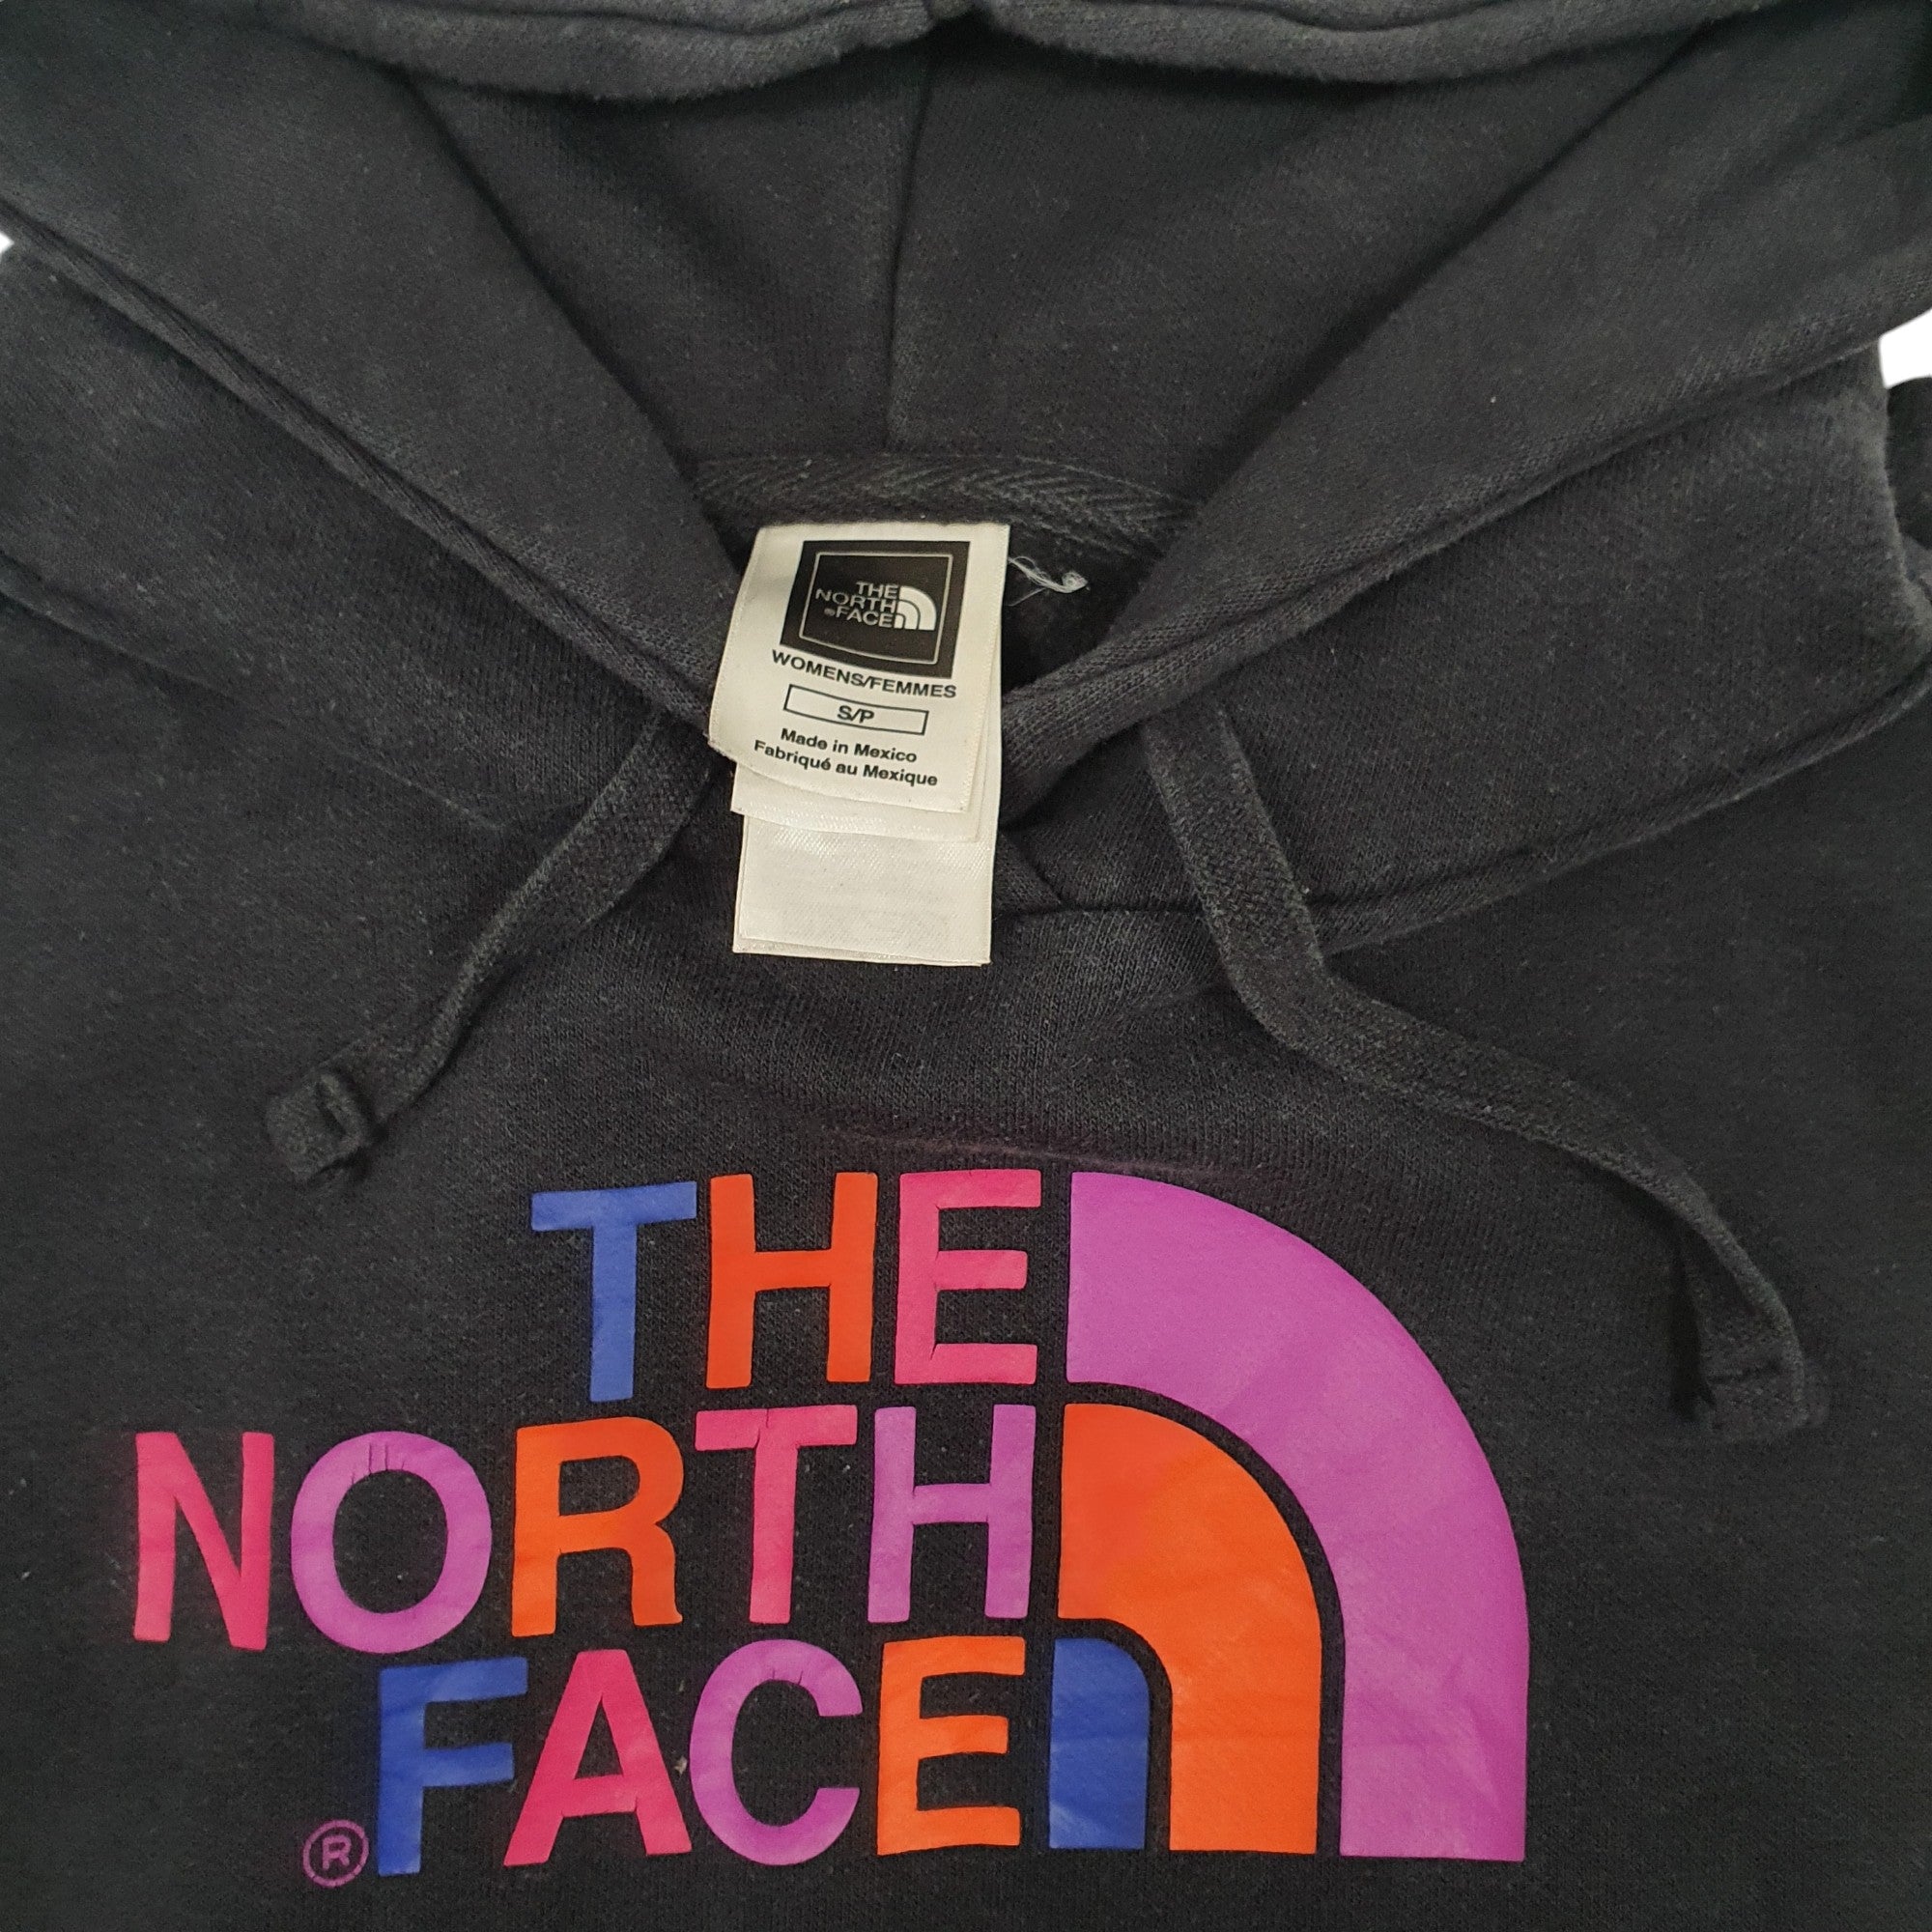 THE
NORTH
®FACE
WOMENS/FEMMES
S/P
Made in Mexico
Fabriqué au Mexique
THE
NORTH
®FACE